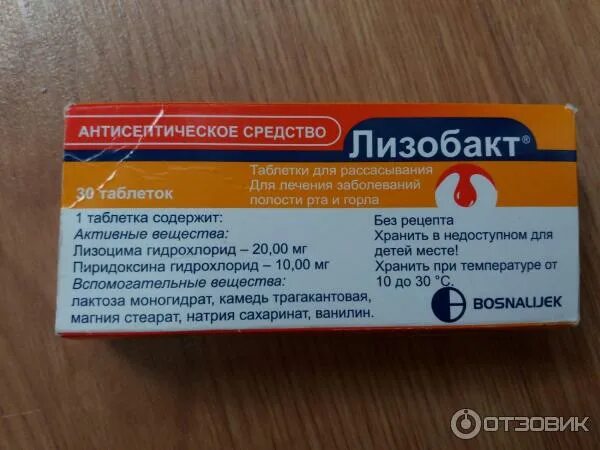 АНТИСЕПТИЧЕСКОЕ СРЕДСТВО
Лизобакт®
Таблетки для рассасывания
Для лечения заболеваний
полости рта и горла
30 таблеток
1 таблетка содержит:
Активные вещества:
Лизоцима гидрохлорид – 20,00 мг
Пиридоксина гидрохлорид – 10,00 мг
Вспомогательные вещества:
лактоза моногидрат, камедь трагакантовая,
магния стеарат, натрия сахаринат, ванилин.
Без рецепта
Хранить в недоступном для
детей месте!
Хранить при температуре от
10 до 30 °C.
BOSNALIJEK
ОТЗОВИК